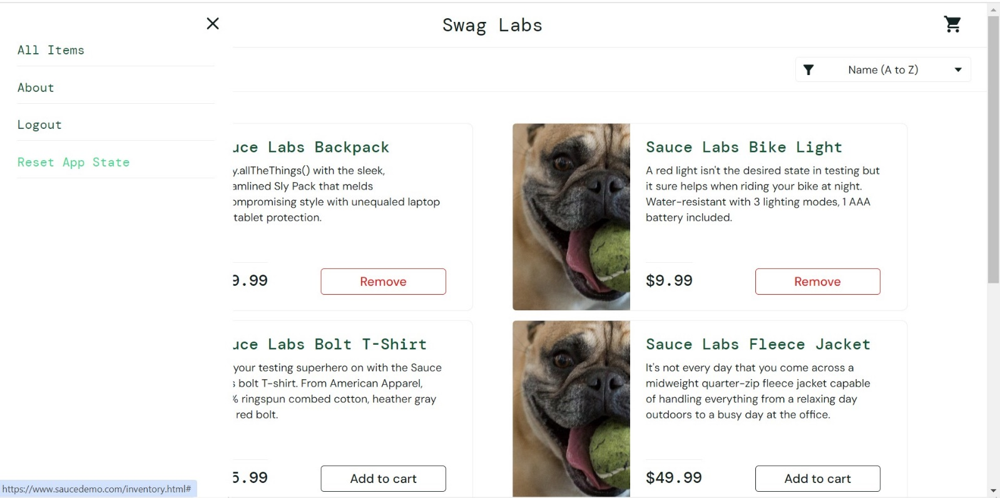 Swag Labs
All Items
About
Logout
Reset App State
Name (A to Z)
uce Labs Backpack
y.allTheThings() with the sleek,
amlined Sly Pack that melds
ompromising style with unequaled laptop
tablet protection.
9.99
Remove
Sauce Labs Bike Light
A red light isn't the desired state in testing but
it sure helps when riding your bike at night.
Water-resistant with 3 lighting modes, 1 AAA
battery included.
$9.99
Remove
uce Labs Bolt T-Shirt
your testing superhero on with the Sauce
s bolt T-shirt. From American Apparel,
% ringspun combed cotton, heather gray
red bolt.
5.99
Add to cart
Sauce Labs Fleece Jacket
It's not every day that you come across a
midweight quarter-zip fleece jacket capable
of handling everything from a relaxing day
outdoors to a busy day at the office.
$49.99
Add to cart
https://www.saucedemo.com/inventory.html#